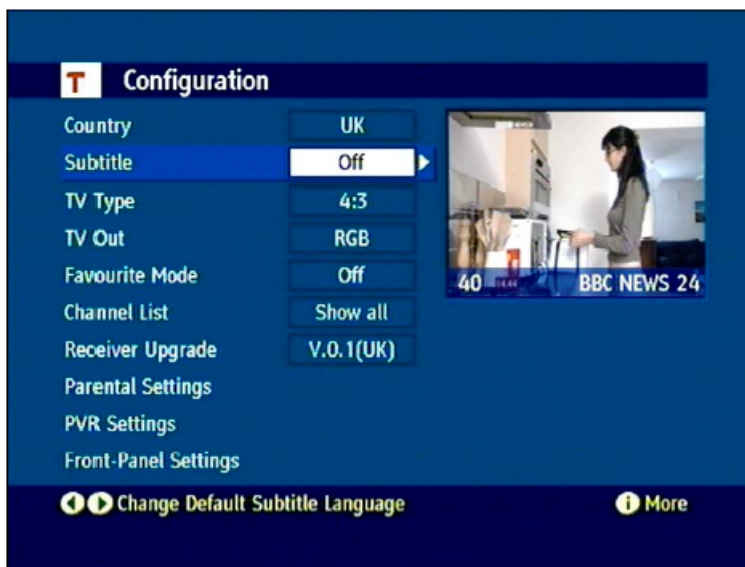 T Configuration
Country UK
Subtitle Off
TV Type 4:3
TV Out RGB
Favourite Mode Off
Channel List Show all
Receiver Upgrade V.0.1(UK)
Parental Settings
PVR Settings
Front-Panel Settings
40 14.44 BBC NEWS 24
Change Default Subtitle Language
i More